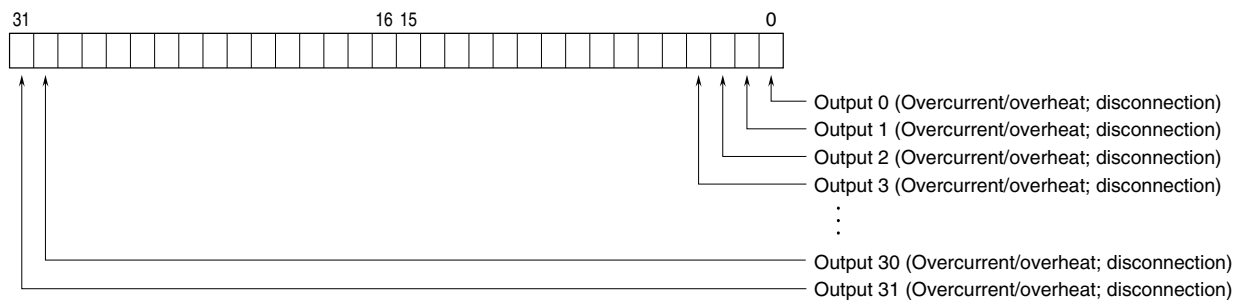 31 16 15 0
Output 0 (Overcurrent/overheat; disconnection)
Output 1 (Overcurrent/overheat; disconnection)
Output 2 (Overcurrent/overheat; disconnection)
Output 3 (Overcurrent/overheat; disconnection)
Output 30 (Overcurrent/overheat; disconnection)
Output 31 (Overcurrent/overheat; disconnection)